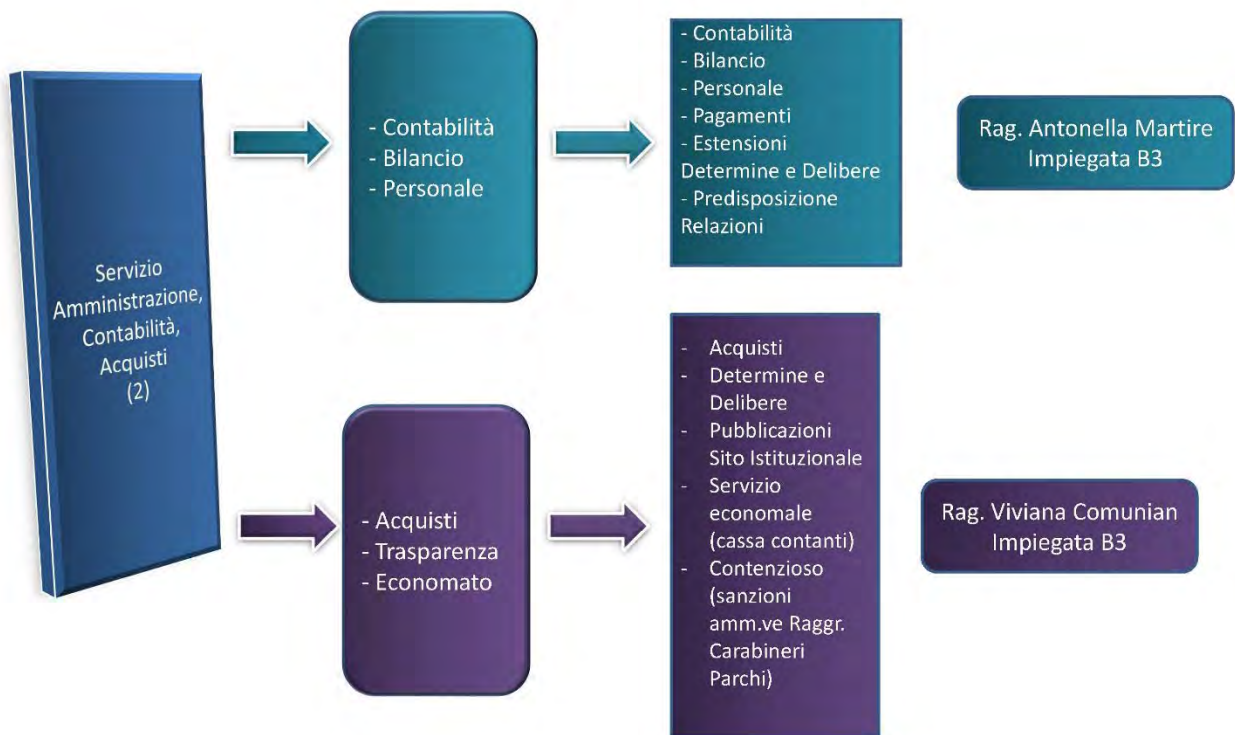 Servizio
Amministrazione,
Contabilità,
Acquisti
(2)
- Contabilità
- Bilancio
- Personale
- Contabilità
- Bilancio
- Personale
- Pagamenti
- Estensioni
Determine e Delibere
- Predisposizione
Relazioni
Rag. Antonella Martire
Impiegata B3
- Acquisti
- Trasparenza
- Economato
- Acquisti
- Determine e
Delibere
- Pubblicazioni
Sito Istituzionale
- Servizio
economale
(cassa contanti)
- Contenzioso
(sanzioni
amm.ve Raggr.
Carabineri
Parchi)
Rag. Viviana Comunian
Impiegata B3